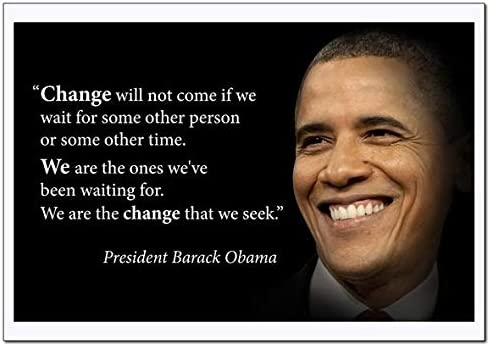 “Change will not come if we
wait for some other person
or some other time.
We are the ones we've
been waiting for.
We are the change that we seek.”
President Barack Obama